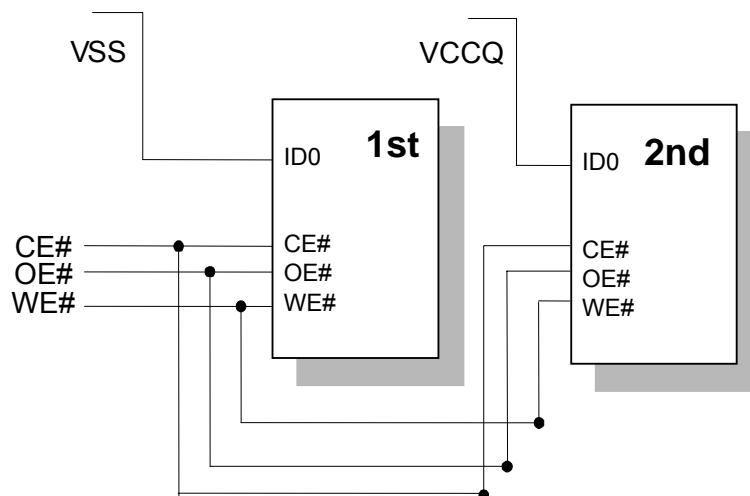 VSS
VCCQ
1st
ID0
CE#
OE#
WE#
2nd
ID0
CE#
OE#
WE#
CE#
OE#
WE#